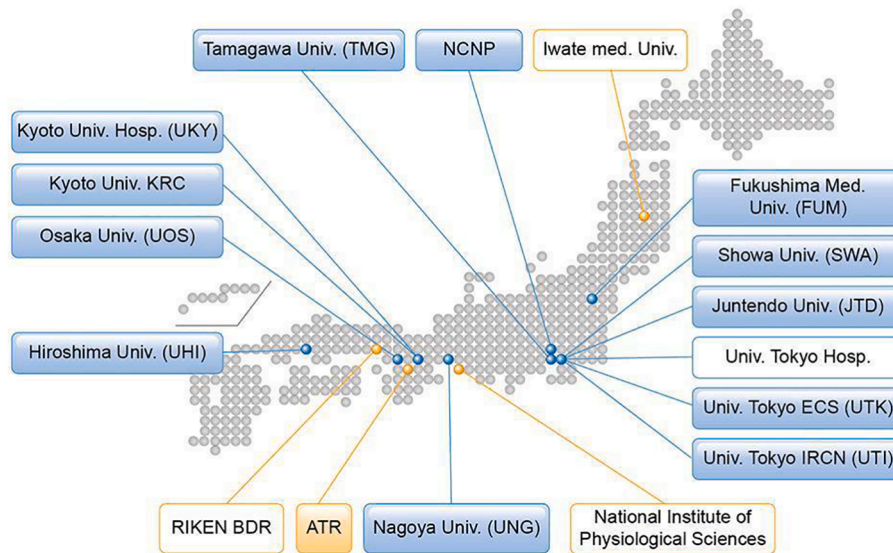 Tamagawa Univ. (TMG)
NCNP
Iwate med. Univ.
Kyoto Univ. Hosp. (UKY)
Kyoto Univ. KRC
Osaka Univ. (UOS)
Hiroshima Univ. (UHI)
Fukushima Med.
Univ. (FUM)
Showa Univ. (SWA)
Juntendo Univ. (JTD)
Univ. Tokyo Hosp.
Univ. Tokyo ECS (UTK)
Univ. Tokyo IRCN (UTI)
RIKEN BDR
ATR
Nagoya Univ. (UNG)
National Institute of
Physiological Sciences